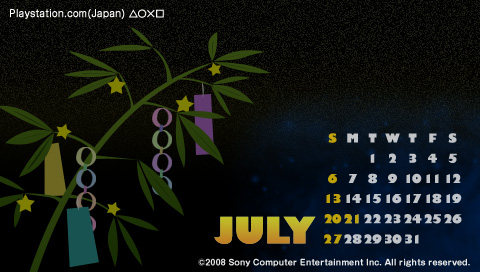 Playstation.com(Japan) △○×□
S M T W T F S
1 2 3 4 5
6 7 8 9 10 11 12
13 14 15 16 17 18 19
20 21 22 23 24 25 26
27 28 29 30 31
JULY
©2008 Sony Computer Entertainment Inc. All rights reserved.